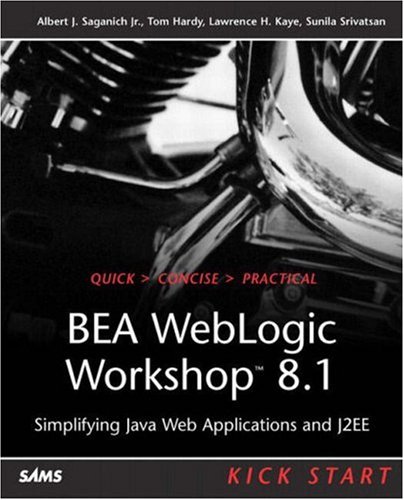 Albert J. Saganich Jr., Tom Hardy, Lawrence H. Kaye, Sunila Srivatsan
QUICK > CONCISE > PRACTICAL
BEA WebLogic
Workshop™ 8.1
Simplifying Java Web Applications and J2EE
SAMS
KICK START